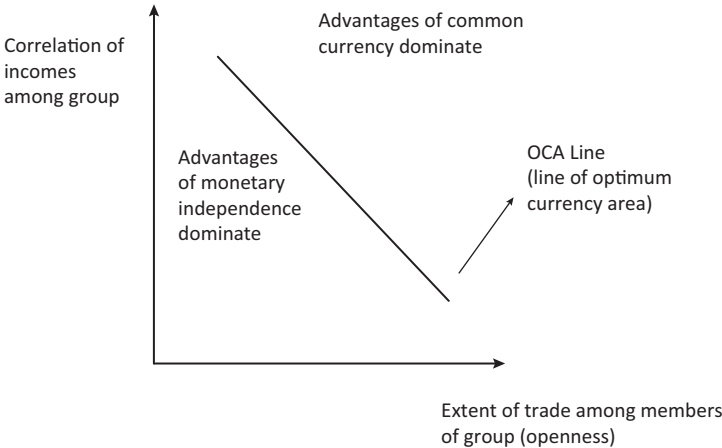 Correlation of
incomes
among group
Advantages of common
currency dominate
Advantages
of monetary
independence
dominate
OCA Line
(line of optimum
currency area)
Extent of trade among members
of group (openness)